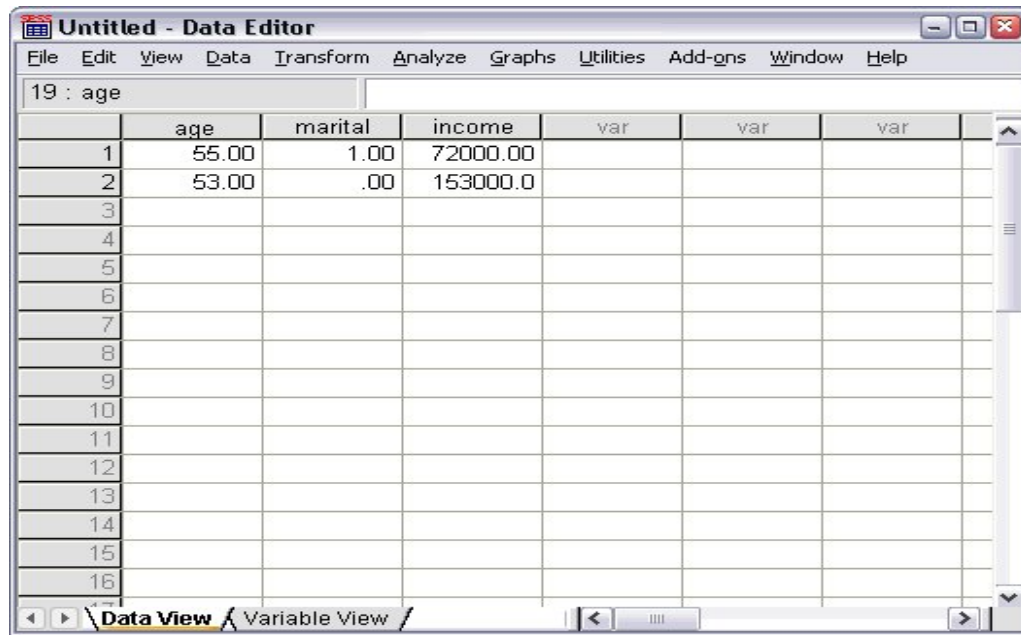 Untitled - Data Editor
File Edit View Data Transform Analyze Graphs Utilities Add-ons Window Help
19 : age
age marital income var var var
1 55.00 1.00 72000.00
2 53.00 .00 153000.0
3
4
5
6
7
8
9
10
11
12
13
14
15
16
17
Data View Variable View